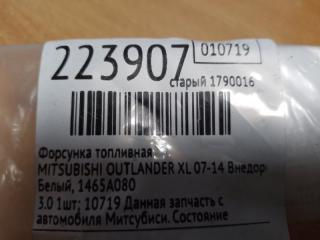 223907
010719
старый 1790016
Форсунка топливная
MITSUBISHI OUTLANDER XL 07-14 Внедор
Белый, 1465A080
3.0 1шт; 10719 Данная запчасть с
автомобиля Митсубиси. Состояние